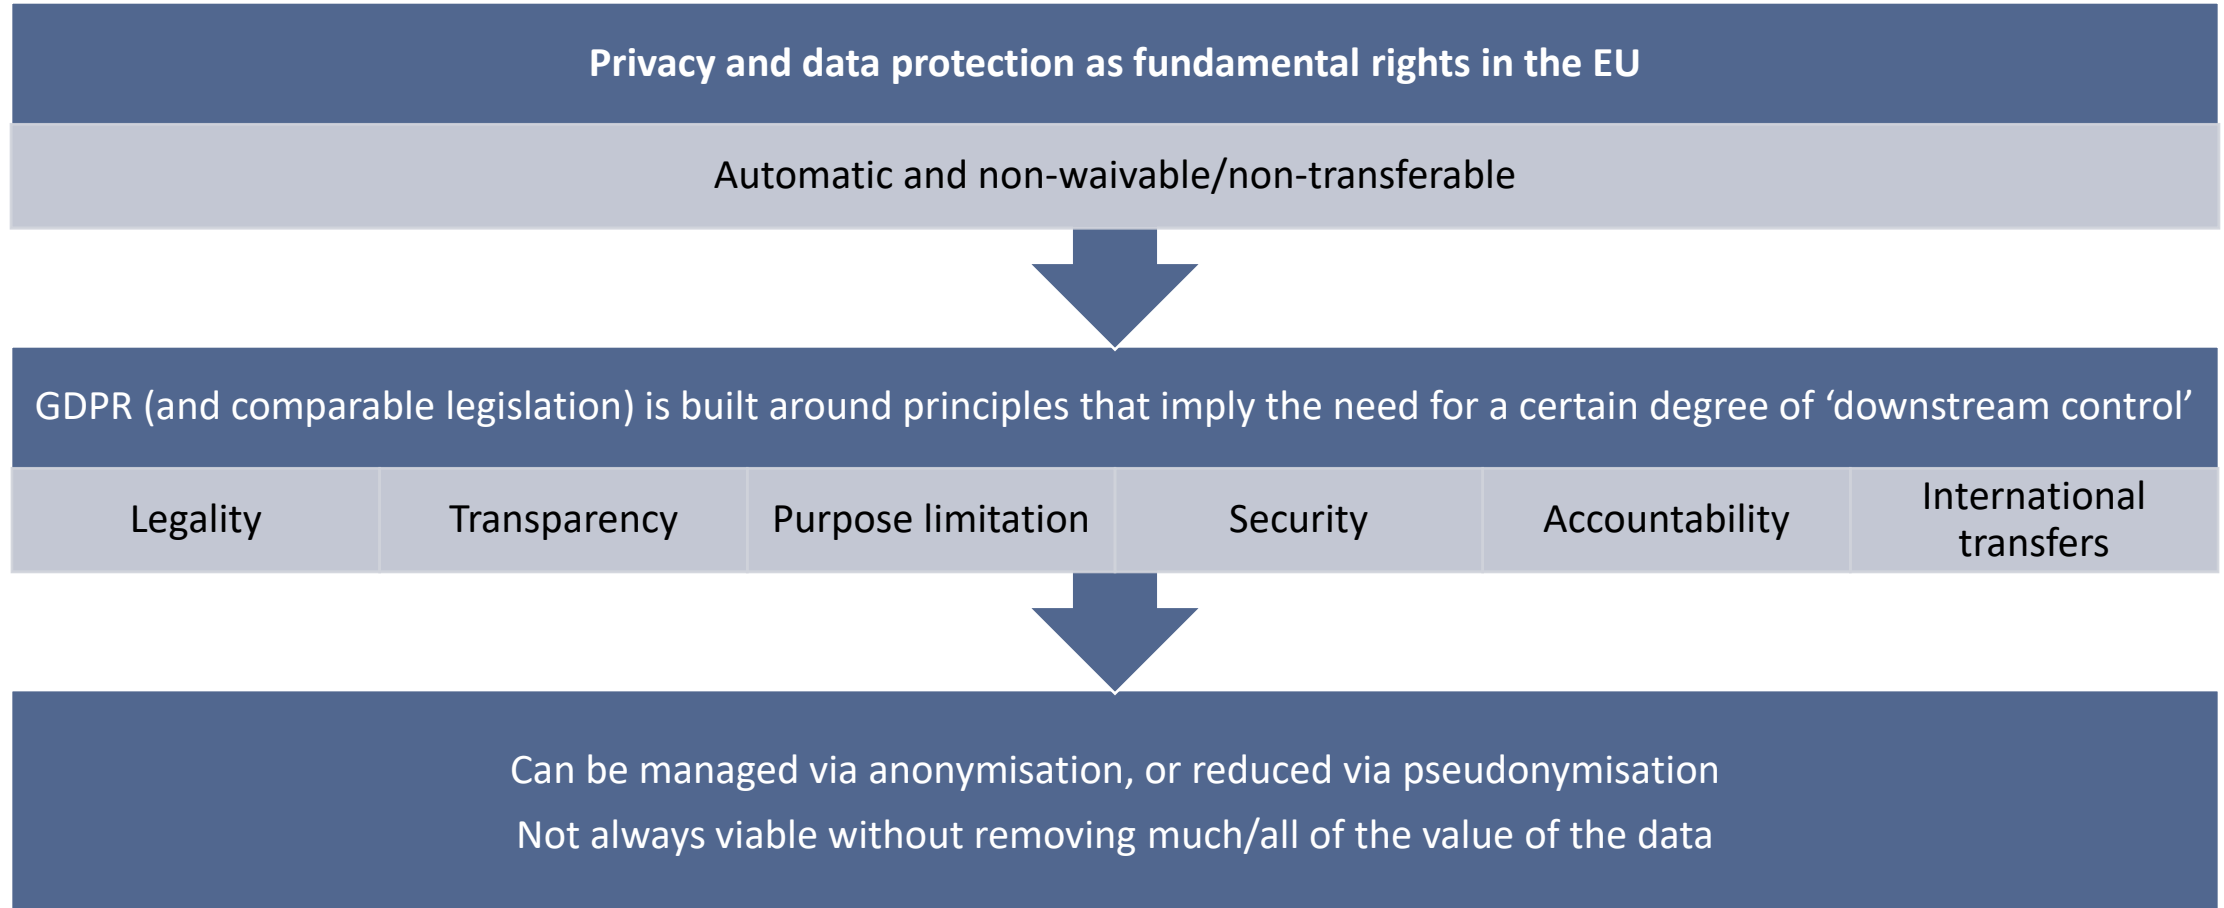 Privacy and data protection as fundamental rights in the EU
Automatic and non-waivable/non-transferable
GDPR (and comparable legislation) is built around principles that imply the need for a certain degree of ‘downstream control’
Legality
Transparency
Purpose limitation
Security
Accountability
International
transfers
Can be managed via anonymisation, or reduced via pseudonymisation
Not always viable without removing much/all of the value of the data